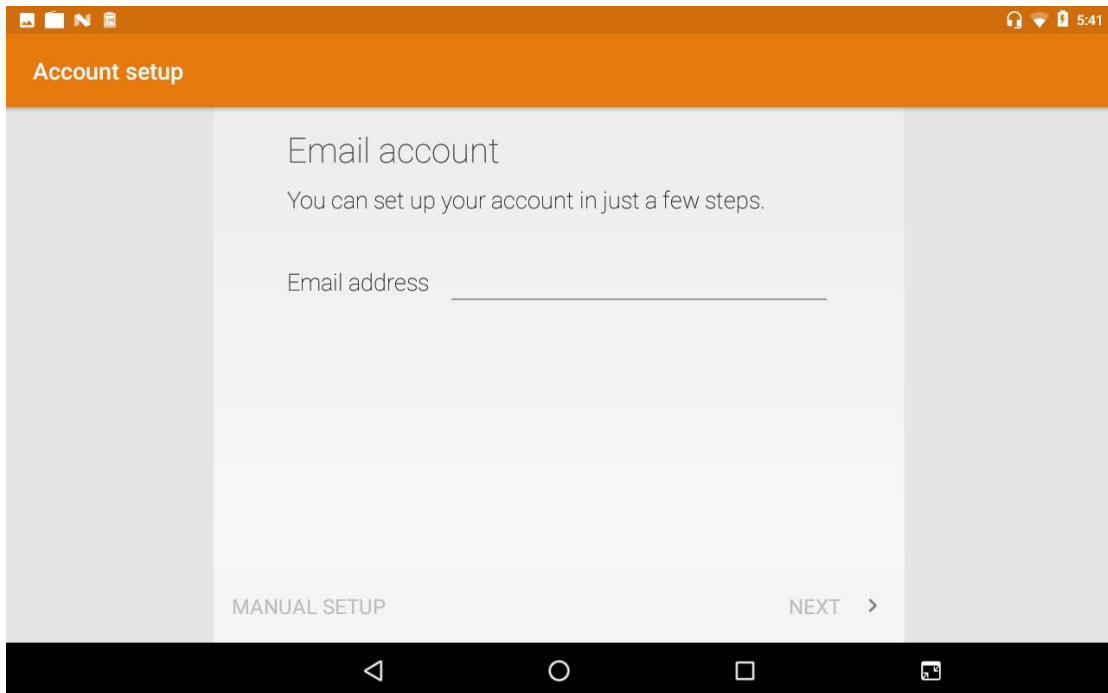 5:41
Account setup
Email account
You can set up your account in just a few steps.
Email address
MANUAL SETUP
NEXT